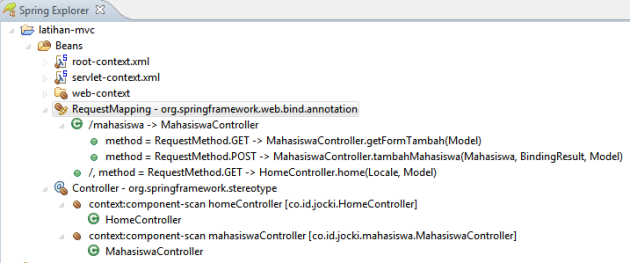 Spring Explorer
latihan-mvc
Beans
root-context.xml
servlet-context.xml
web-context
RequestMapping - org.springframework.web.bind.annotation
/mahasiswa -> MahasiswaController
method = RequestMethod.GET -> MahasiswaController.getFormTambah(Model)
method = RequestMethod.POST -> MahasiswaController.tambahMahasiswa(Mahasiswa, BindingResult, Model)
/, method = RequestMethod.GET -> HomeController.home(Locale, Model)
Controller - org.springframework.stereotype
context:component-scan homeController [co.id.jocki.HomeController]
HomeController
context:component-scan mahasiswaController [co.id.jocki.mahasiswa.MahasiswaController]
MahasiswaController